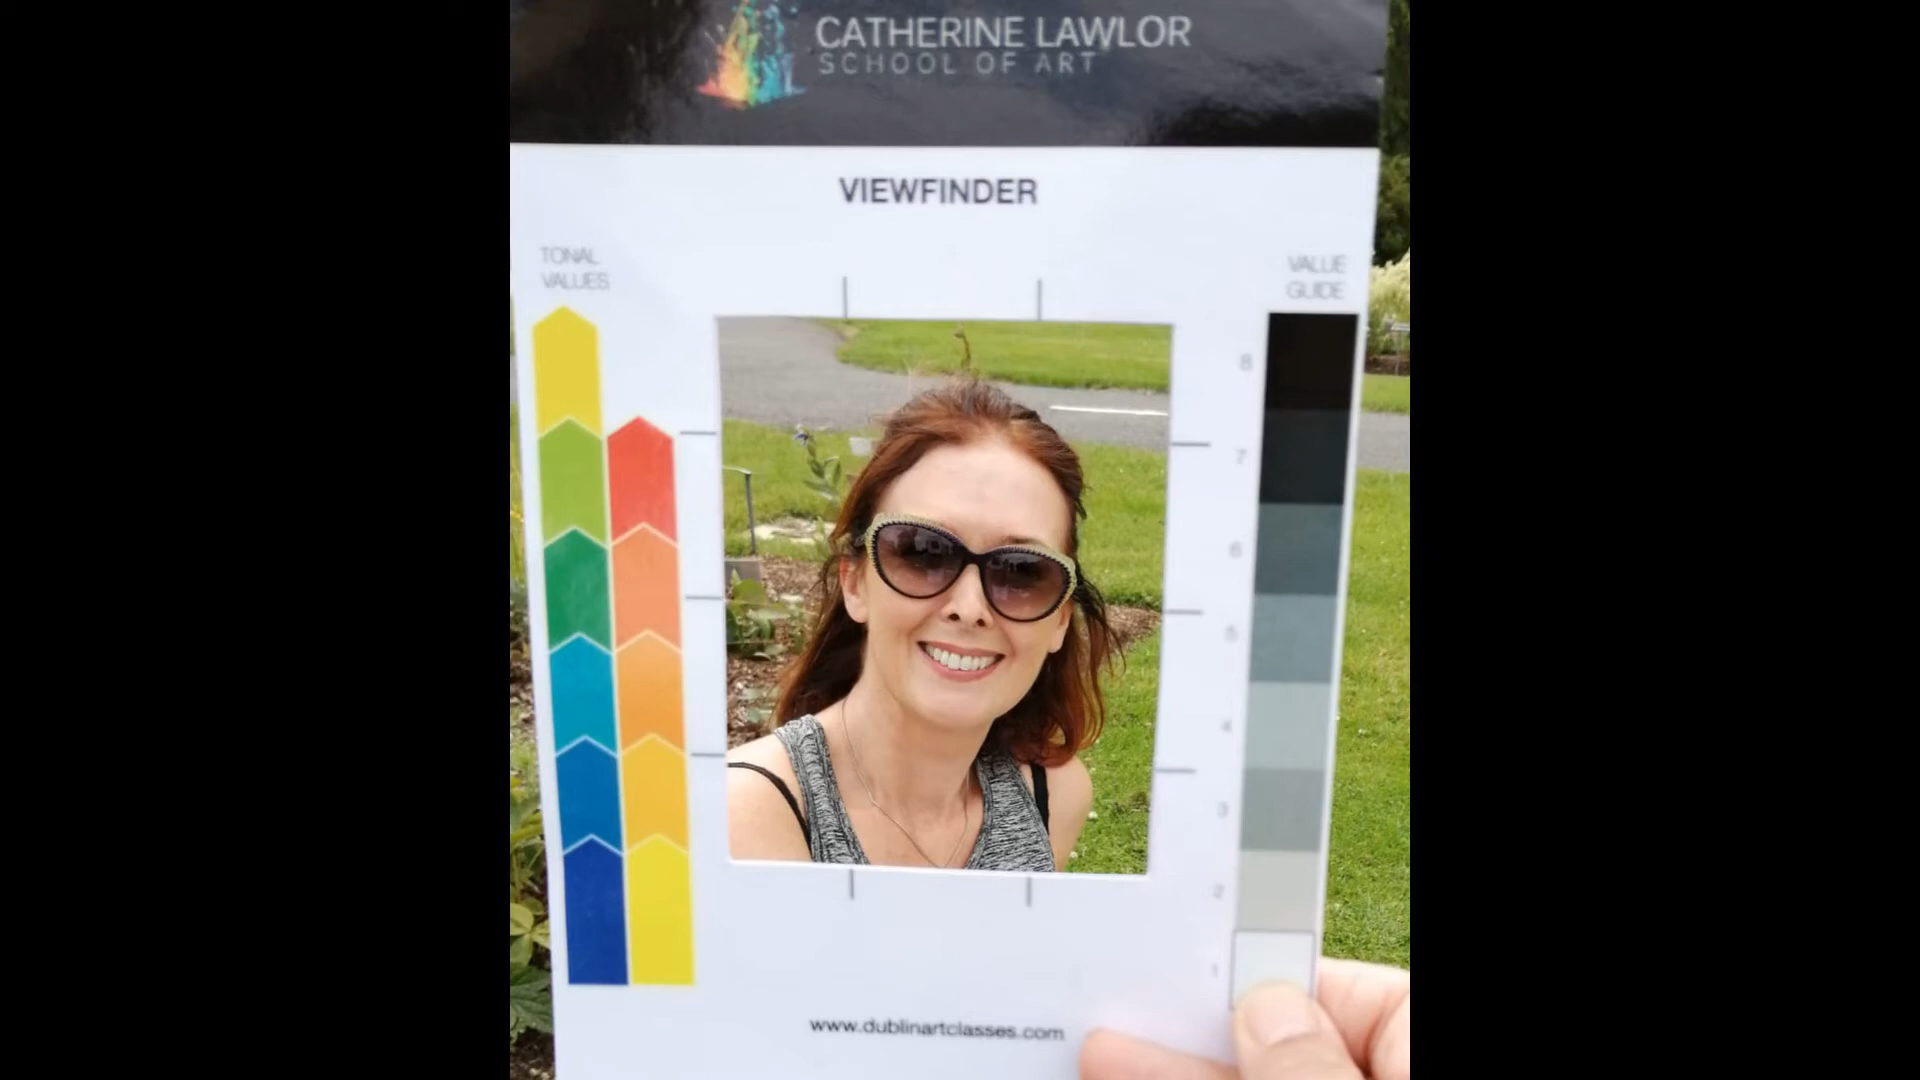 CATHERINE LAWLOR
SCHOOL OF ART
VIEWFINDER
TONAL
VALUES
VALUE
GUIDE
8
7
6
5
4
3
2
1
www.dublinartclasses.com